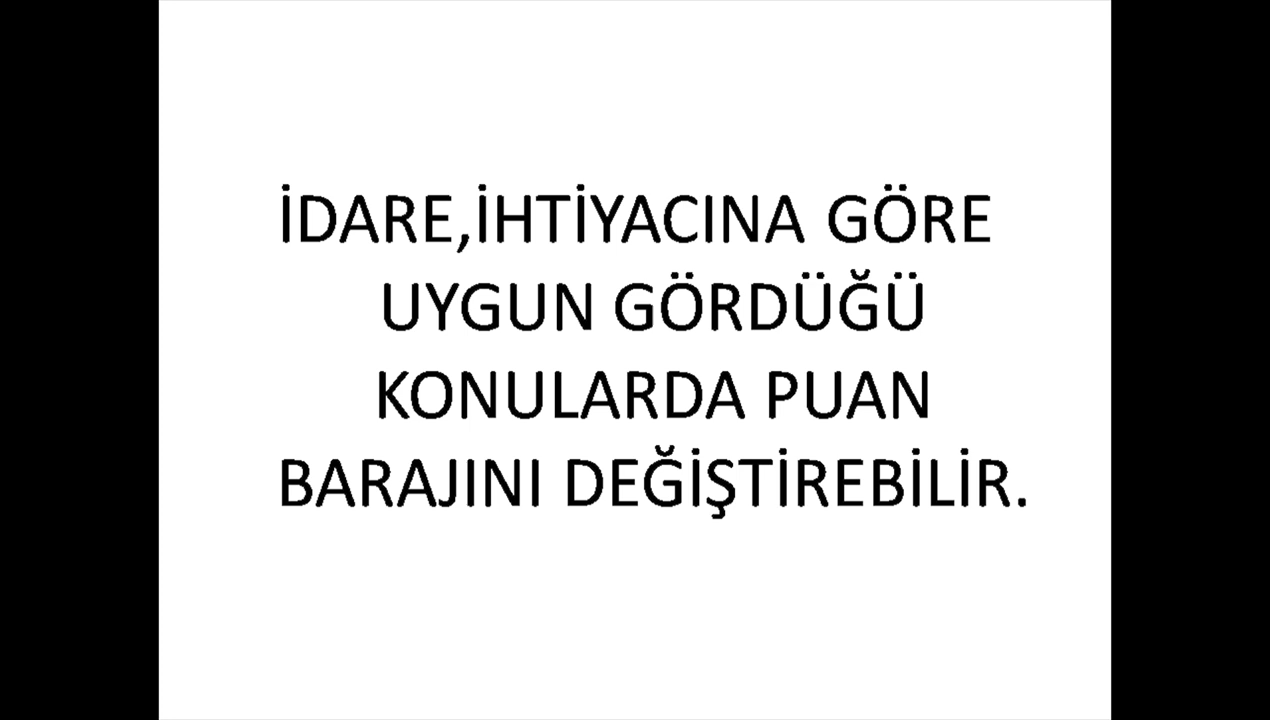 İDARE,İHTİYACINA GÖRE
UYGUN GÖRDÜĞÜ
KONULARDA PUAN
BARAJINI DEĞİŞTİREBİLİR.